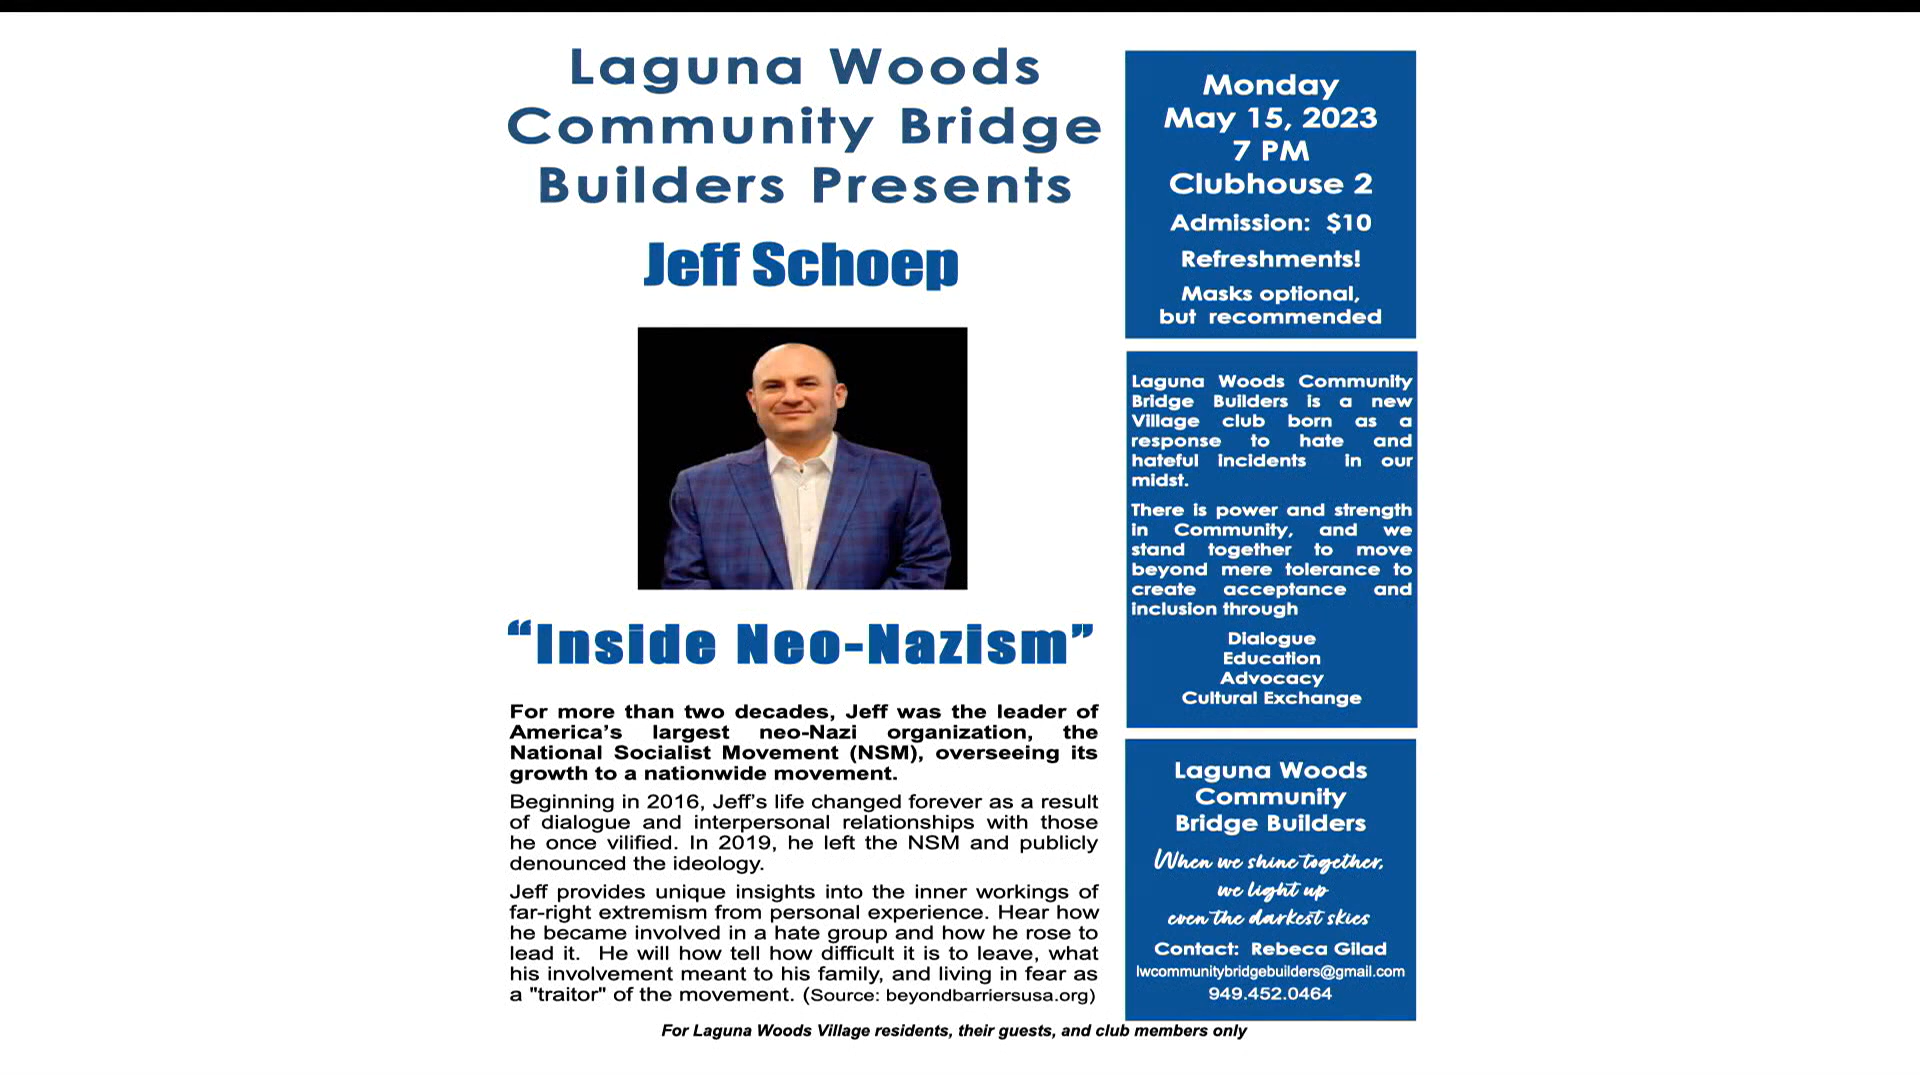 Laguna Woods
Community Bridge
Builders Presents
Jeff Schoep
“Inside Neo-Nazism”
For more than two decades, Jeff was the leader of
America’s largest neo-Nazi organization, the
National Socialist Movement (NSM), overseeing its
growth to a nationwide movement.
Beginning in 2016, Jeff’s life changed forever as a result
of dialogue and interpersonal relationships with those
he once vilified. In 2019, he left the NSM and publicly
denounced the ideology.
Jeff provides unique insights into the inner workings of
far-right extremism from personal experience. Hear how
he became involved in a hate group and how he rose to
lead it. He will how tell how difficult it is to leave, what
his involvement meant to his family, and living in fear as
a "traitor" of the movement. (Source: beyondbarriersusa.org)
Monday
May 15, 2023
7 PM
Clubhouse 2
Admission: $10
Refreshments!
Masks optional,
but recommended
Laguna Woods Community
Bridge Builders is a new
Village club born as a
response to hate and
hateful incidents in our
midst.
There is power and strength
in Community, and we
stand together to move
beyond mere tolerance to
create acceptance and
inclusion through
Dialogue
Education
Advocacy
Cultural Exchange
Laguna Woods
Community
Bridge Builders
When we shine together,
we light up
even the darkest skies
Contact: Rebeca Gilad
lwcommunitybridgebuilders@gmail.com
949.452.0464
For Laguna Woods Village residents, their guests, and club members only